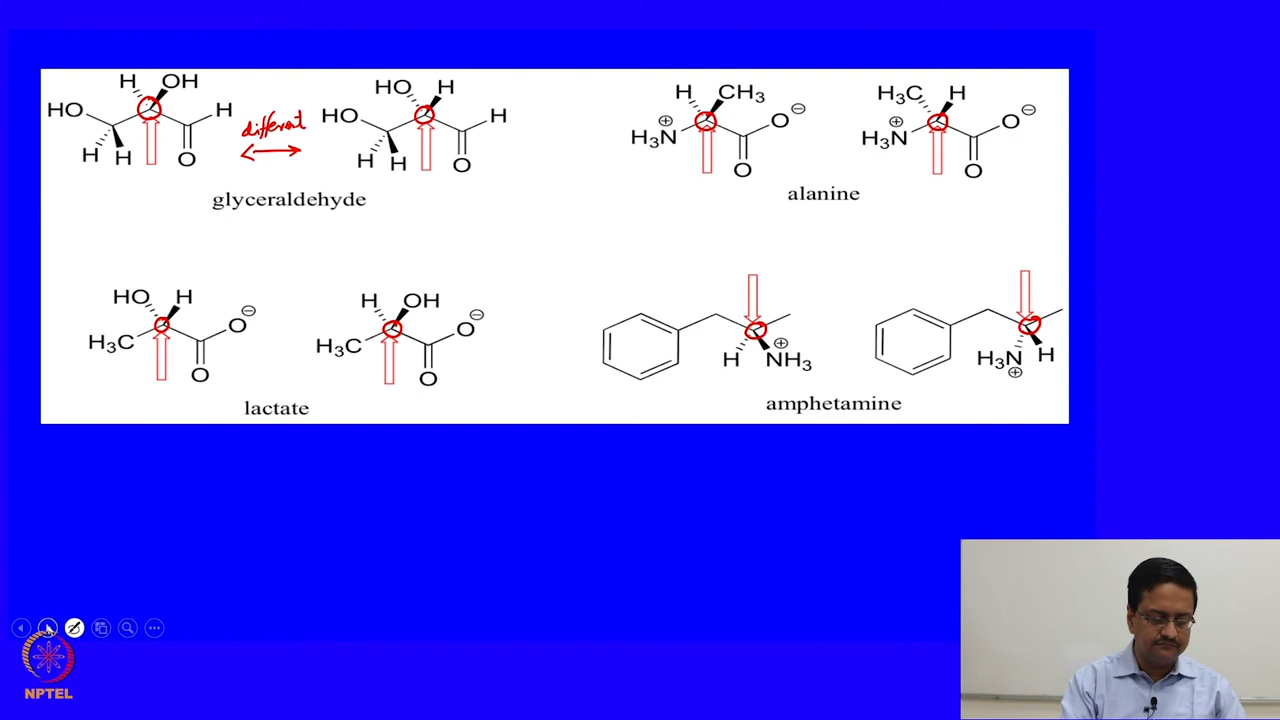 H OH
HO H
H H O
different
HO H
HO H
H H O
glyceraldehyde
H CH3
H3N ⊕ O ⊖
O
H3C H
H3N ⊕ O ⊖
O
alanine
HO H
H3C O ⊖
O
H OH
H3C O ⊖
O
lactate
H NH3 ⊕
H3N ⊕ H
amphetamine
NPTEL